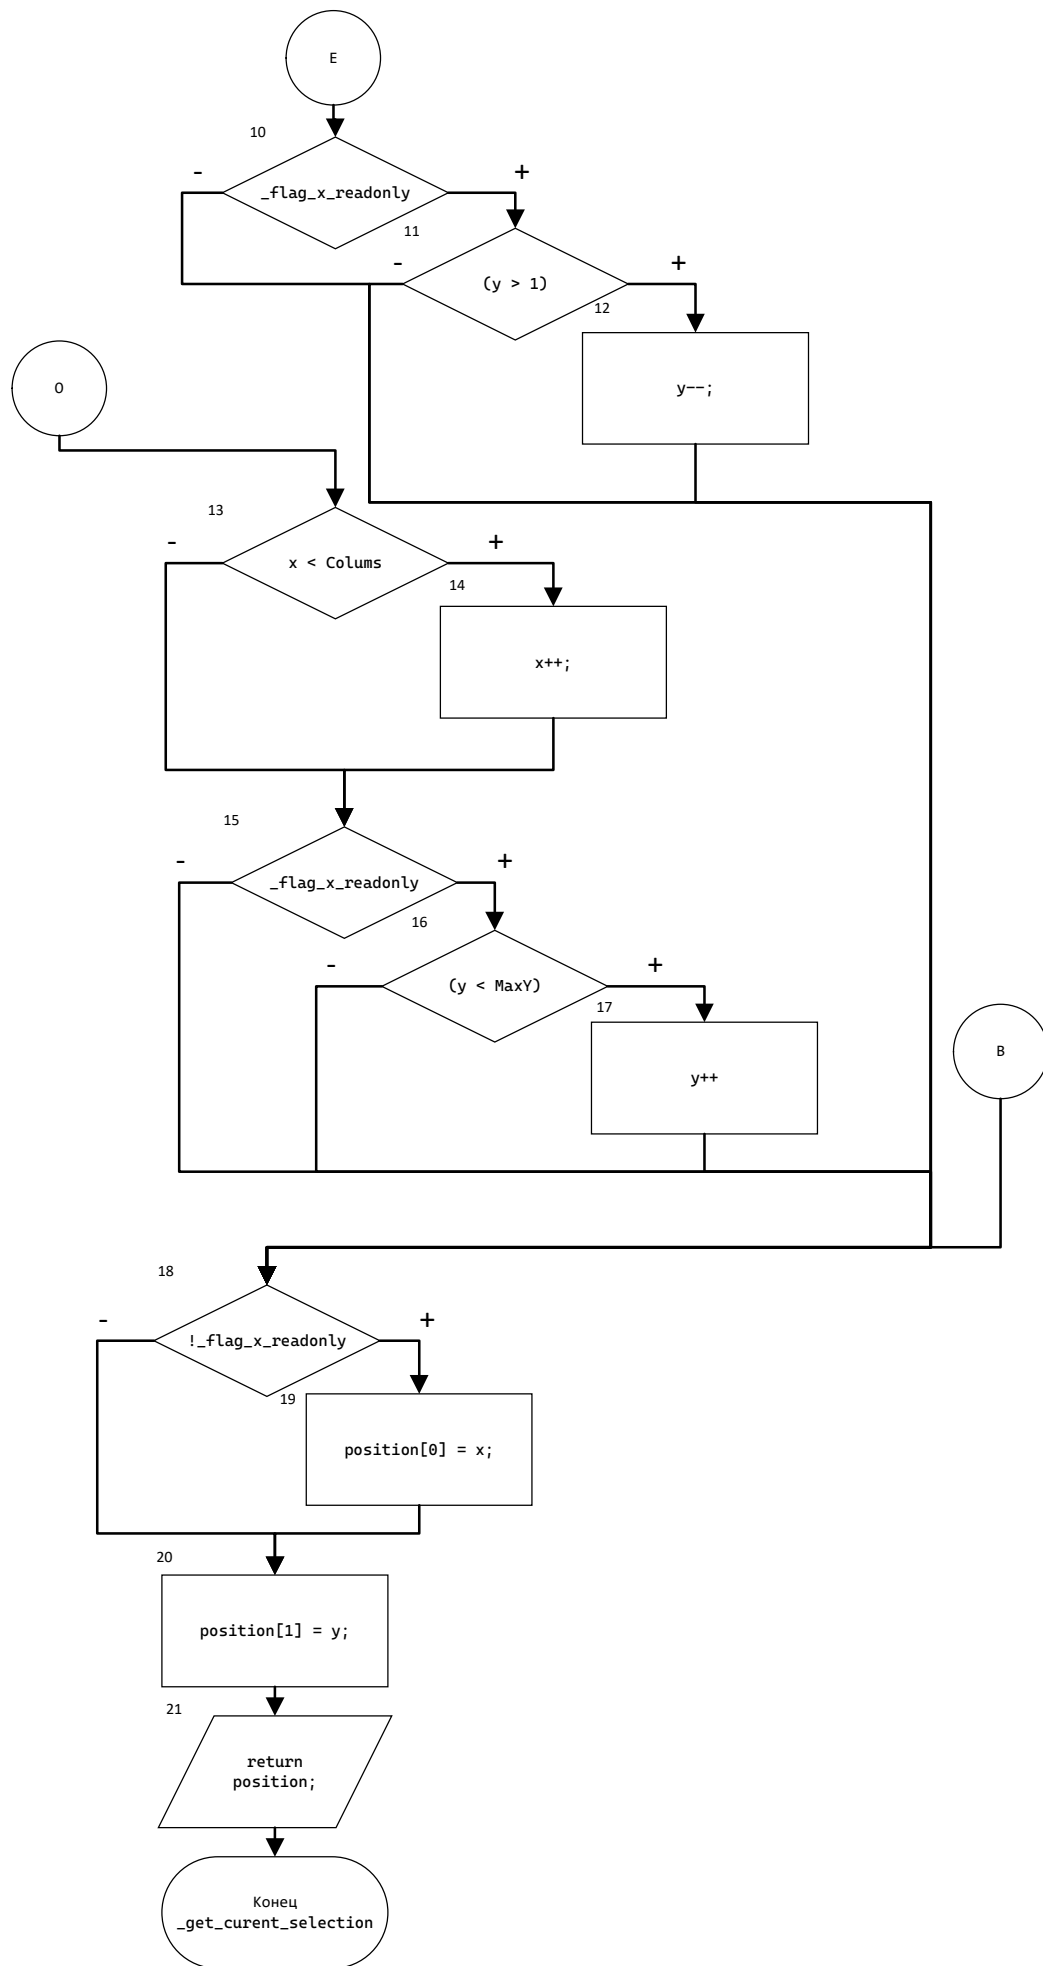 E
10
-
+
_flag_x_readonly
11
-
+
(y > 1)
12
y--;
O
13
-
+
x < Colums
14
x++;
15
-
+
_flag_x_readonly
16
-
+
(y < MaxY)
17
y++
B
18
-
+
!_flag_x_readonly
19
position[0] = x;
20
position[1] = y;
21
return
position;
Конец
_get_curent_selection